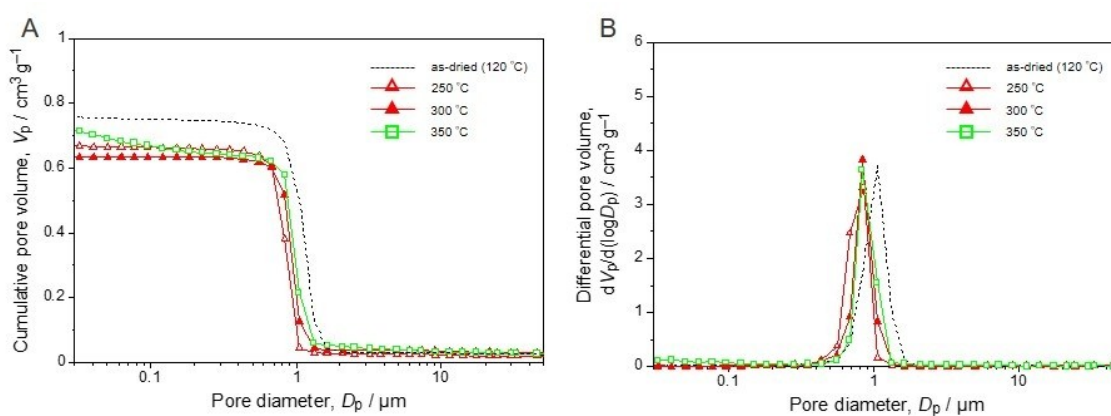 A
Cumulative pore volume, Vp / cm³ g⁻¹
1
0.8
0.6
0.4
0.2
0
0.1
1
10
Pore diameter, Dp / µm
as-dried (120 °C)
250 °C
300 °C
350 °C
B
Differential pore volume,
dVp/d(logDp) / cm³ g⁻¹
6
5
4
3
2
1
0
0.1
1
10
Pore diameter, Dp / µm
as-dried (120 °C)
250 °C
300 °C
350 °C